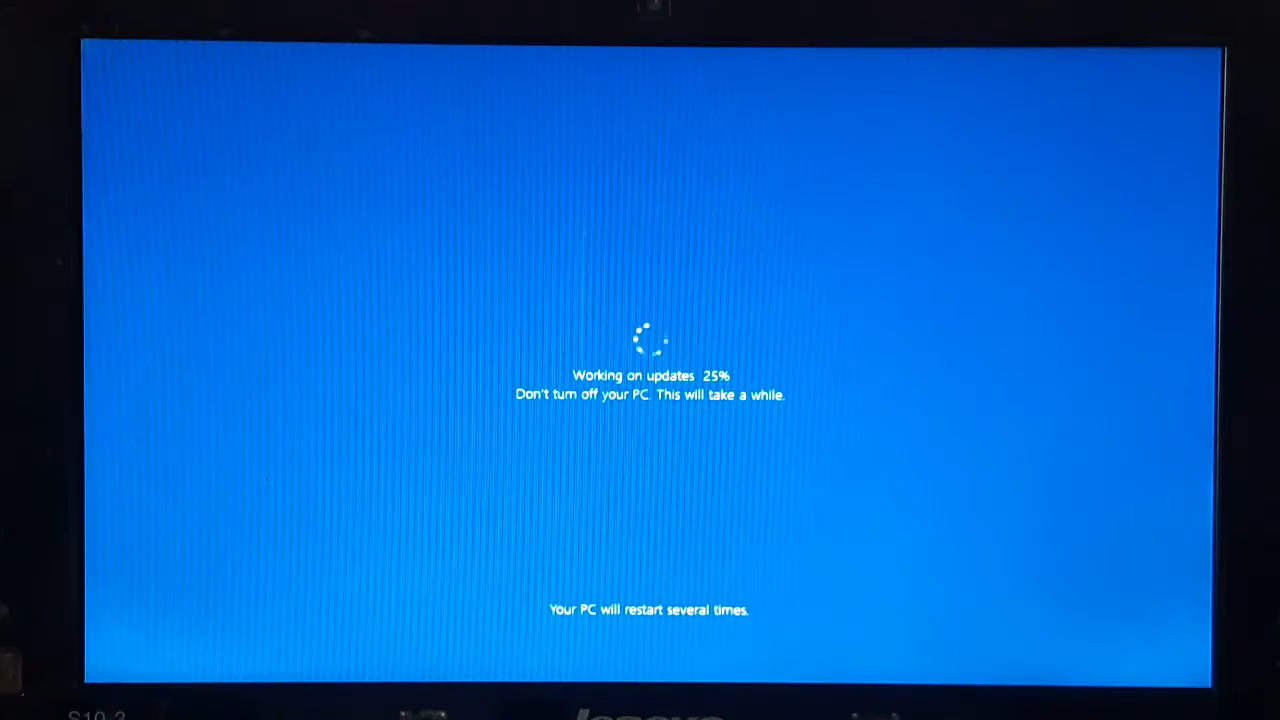 Working on updates 25%
Don't turn off your PC. This will take a while.
Your PC will restart several times.
lenovo